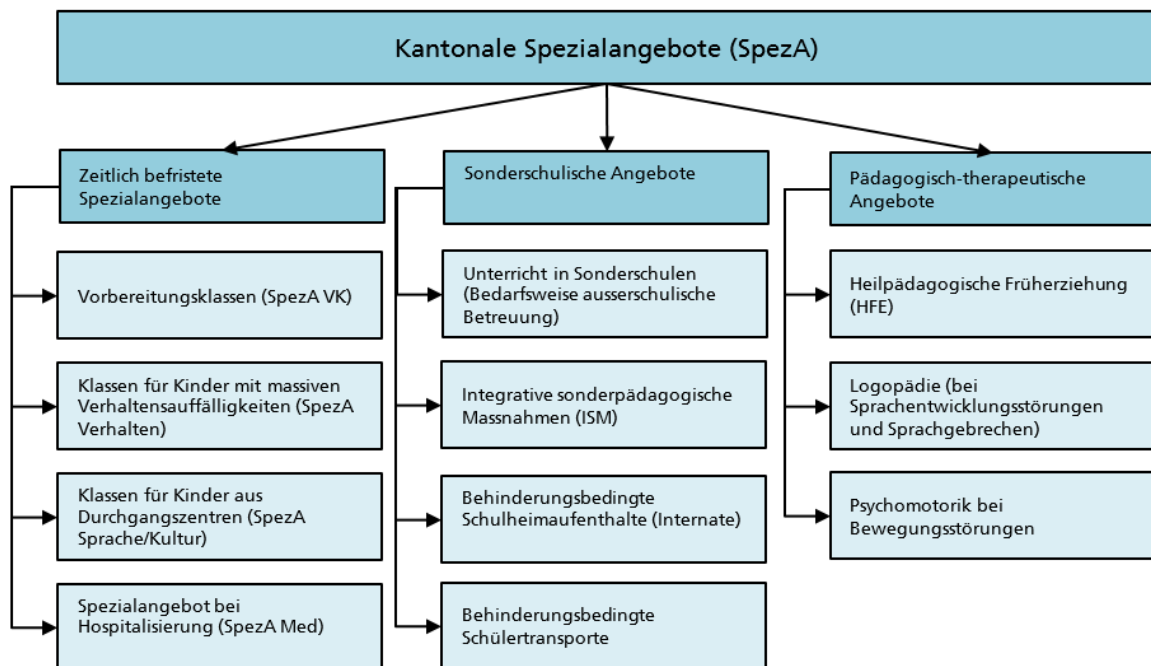 Kantonale Spezialangebote (SpezA)
Zeitlich befristete
Spezialangebote
Vorbereitungsklassen (SpezA VK)
Klassen für Kinder mit massiven
Verhaltensauffälligkeiten (SpezA
Verhalten)
Klassen für Kinder aus
Durchgangszentren (SpezA
Sprache/Kultur)
Spezialangebot bei
Hospitalisierung (SpezA Med)
Sonderschulische Angebote
Unterricht in Sonderschulen
(Bedarfsweise ausserschulische
Betreuung)
Integrative sonderpädagogische
Massnahmen (ISM)
Behinderungsbedingte
Schulheimaufenthalte (Internate)
Behinderungsbedingte
Schülertransporte
Pädagogisch-therapeutische
Angebote
Heilpädagogische Früherziehung
(HFE)
Logopädie (bei
Sprachentwicklungsstörungen
und Sprachgebrechen)
Psychomotorik bei
Bewegungsstörungen